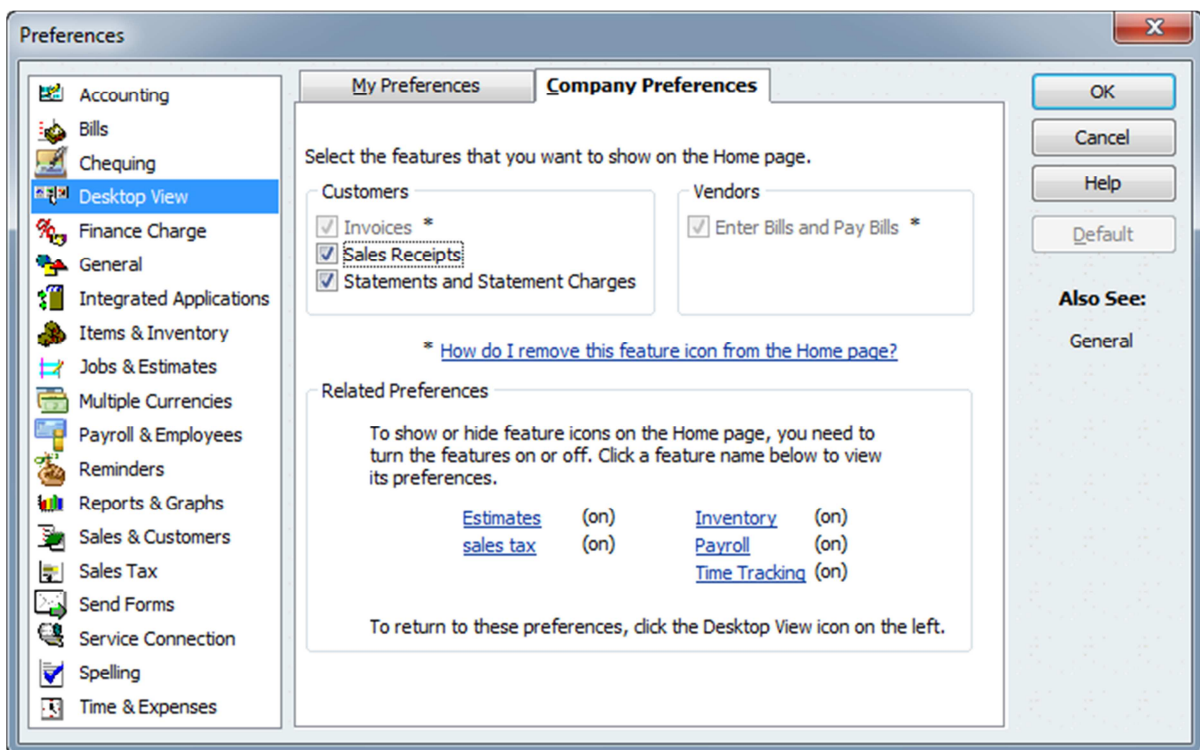 Preferences
X
Accounting
Bills
Chequing
Desktop View
Finance Charge
General
Integrated Applications
Items & Inventory
Jobs & Estimates
Multiple Currencies
Payroll & Employees
Reminders
Reports & Graphs
Sales & Customers
Sales Tax
Send Forms
Service Connection
Spelling
Time & Expenses
My Preferences
Company Preferences
Select the features that you want to show on the Home page.
Customers
Invoices *
Sales Receipts
Statements and Statement Charges
Vendors
Enter Bills and Pay Bills *
* How do I remove this feature icon from the Home page?
Related Preferences
To show or hide feature icons on the Home page, you need to
turn the features on or off. Click a feature name below to view
its preferences.
Estimates (on)
sales tax (on)
Inventory (on)
Payroll (on)
Time Tracking (on)
To return to these preferences, click the Desktop View icon on the left.
OK
Cancel
Help
Default
Also See:
General